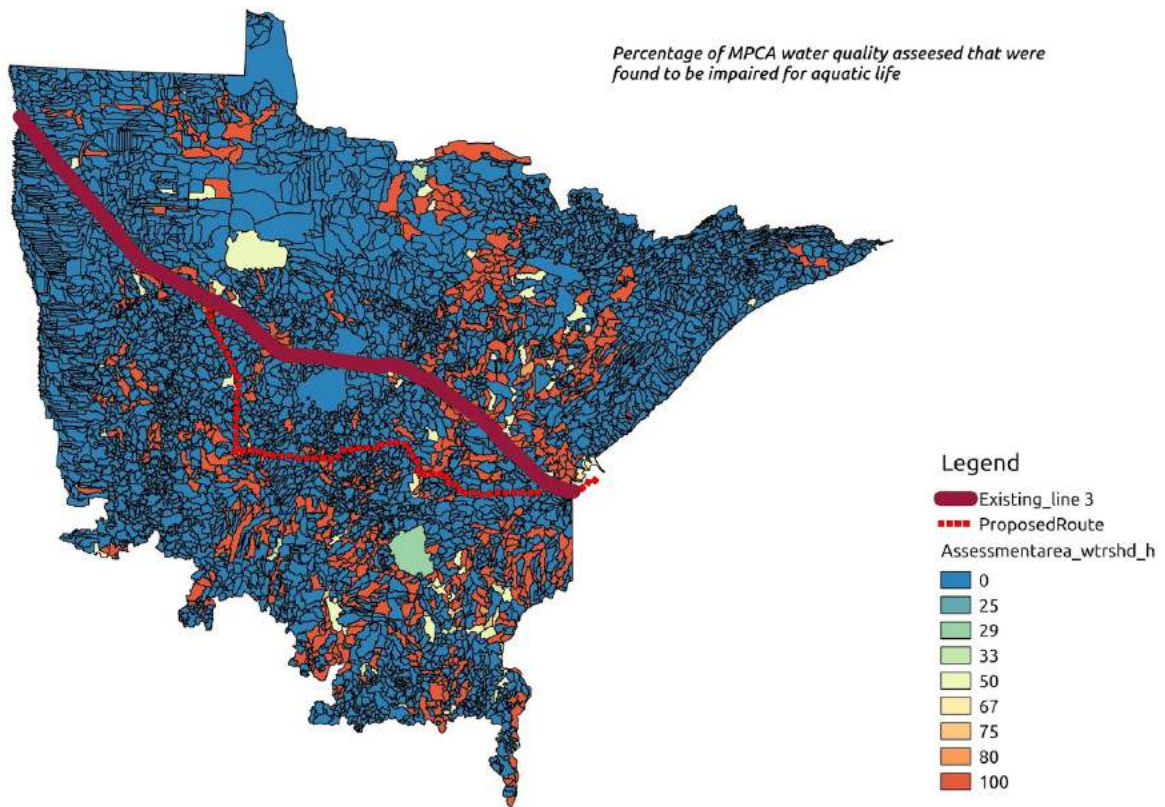 Percentage of MPCA water quality asseesed that were
found to be impaired for aquatic life
Legend
Existing_line 3
ProposedRoute
Assessmentarea_wtrshd_h
0
25
29
33
50
67
75
80
100